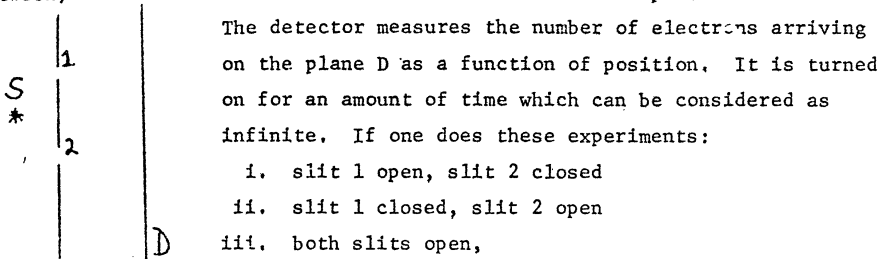 The detector measures the number of electrons arriving
1 on the plane D as a function of position. It is turned
S on for an amount of time which can be considered as
* 2 infinite. If one does these experiments:
i. slit 1 open, slit 2 closed
ii. slit 1 closed, slit 2 open
D iii. both slits open,